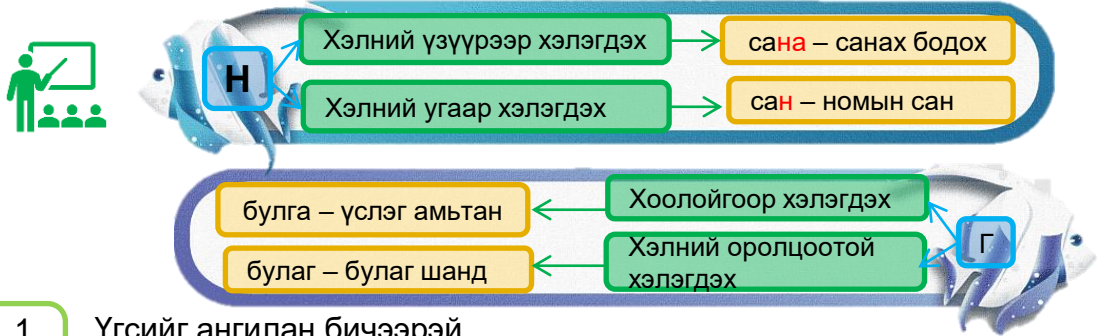 Н
Хэлний үзүүрээр хэлэгдэх
сана – санах бодох
Хэлний угаар хэлэгдэх
сан – номын сан
булга – үслэг амьтан
Хоолойгоор хэлэгдэх
Г
булаг – булаг шанд
Хэлний оролцоотой
хэлэгдэх
1 Үгсийг ангилан бичээрэй